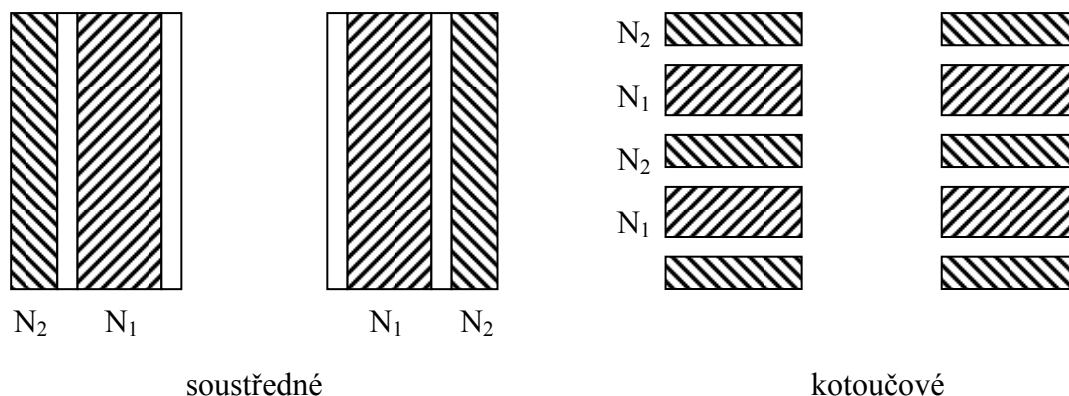 N₂
N₁
N₂
N₁
N₂ N₁ N₁ N₂
soustředné kotoučové